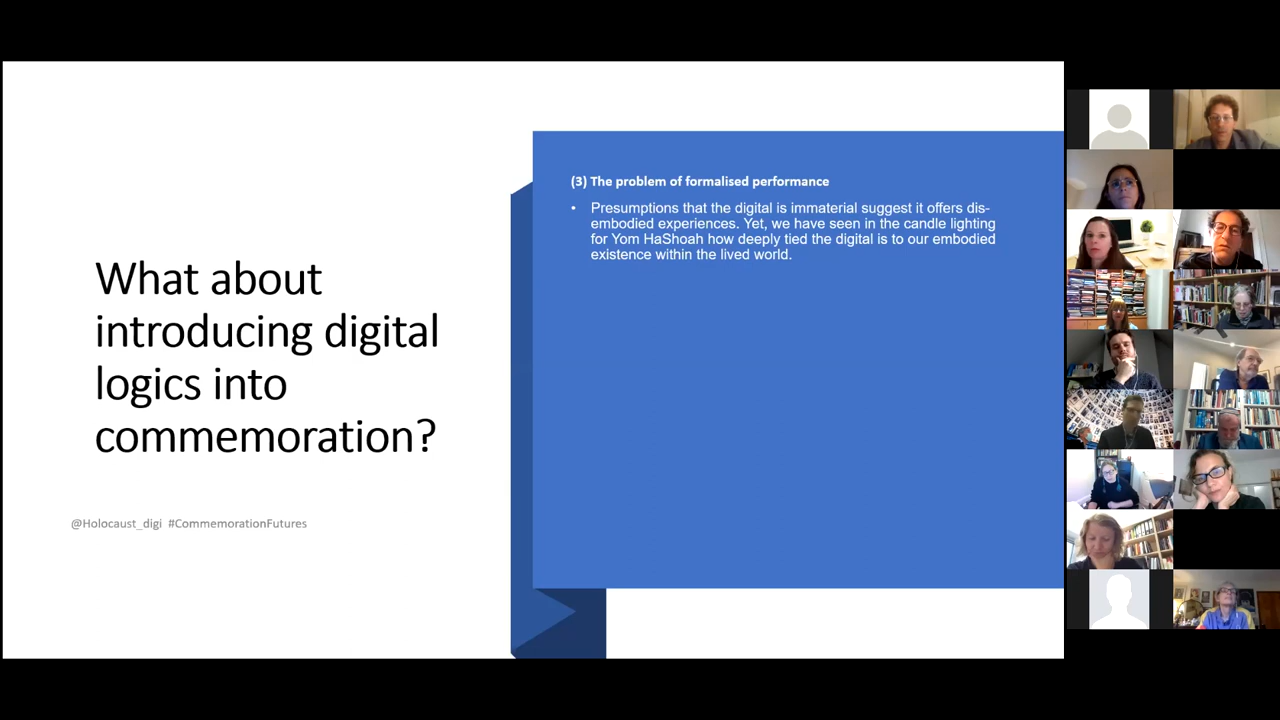 What about
introducing digital
logics into
commemoration?
@Holocaust_digi #CommemorationFutures
(3) The problem of formalised performance
• Presumptions that the digital is immaterial suggest it offers dis-
embodied experiences. Yet, we have seen in the candle lighting
for Yom HaShoah how deeply tied the digital is to our embodied
existence within the lived world.